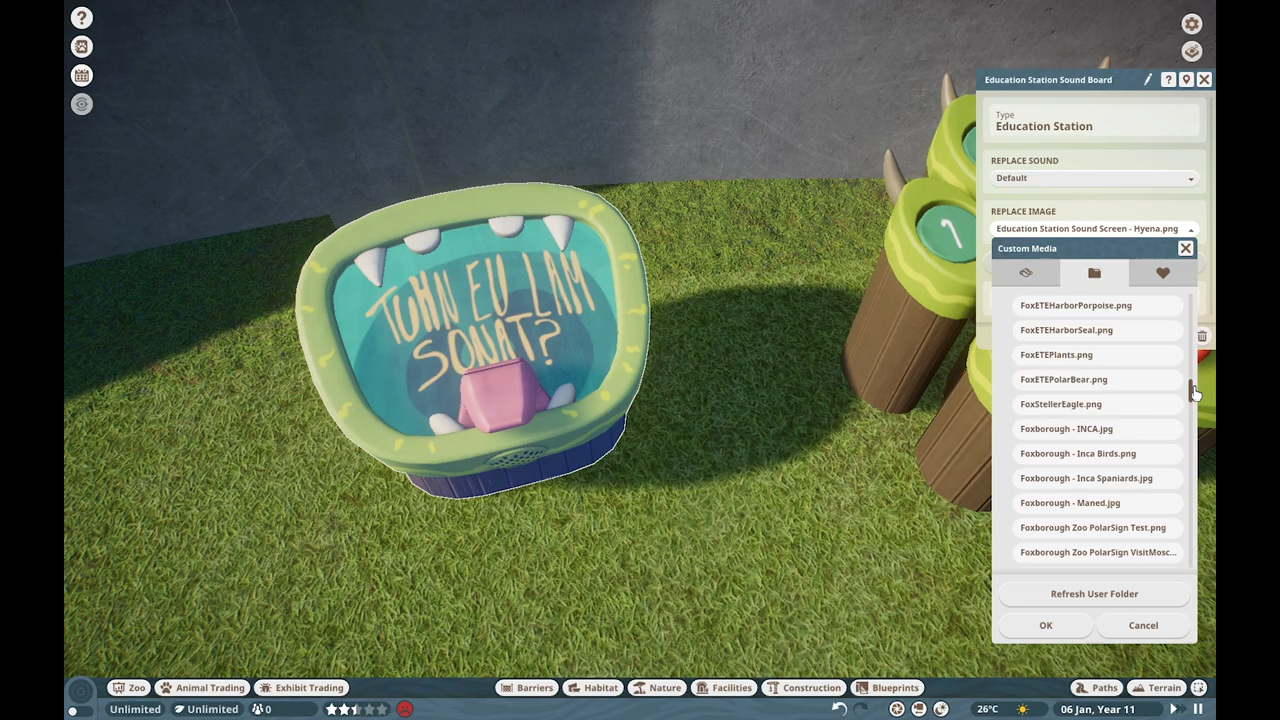 Education Station Sound Board
?
?
Type
Education Station
REPLACE SOUND
Default
REPLACE IMAGE
Education Station Sound Screen - Hyena.png
Custom Media
FoxETEHarborPorpoise.png
FoxETEHarborSeal.png
FoxETEPlants.png
FoxETEPolarBear.png
FoxStellerEagle.png
Foxborough - INCA.jpg
Foxborough - Inca Birds.png
Foxborough - Inca Spaniards.jpg
Foxborough - Maned.jpg
Foxborough Zoo PolarSign Test.png
Foxborough Zoo PolarSign VisitMosc...
Refresh User Folder
OK Cancel
SONIT?
Zoo Animal Trading Exhibit Trading Barriers Habitat Nature Facilities Construction Blueprints Paths Terrain
Unlimited Unlimited 0 26°C 06 Jan, Year 11